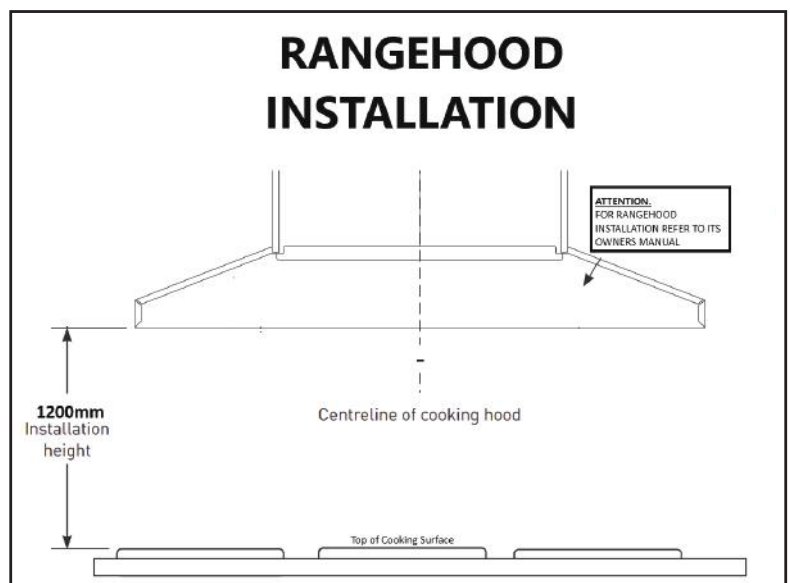 RANGEHOOD
INSTALLATION
ATTENTION.
FOR RANGEHOOD
INSTALLATION REFER TO ITS
OWNERS MANUAL
1200mm
Installation
height
Centreline of cooking hood
Top of Cooking Surface